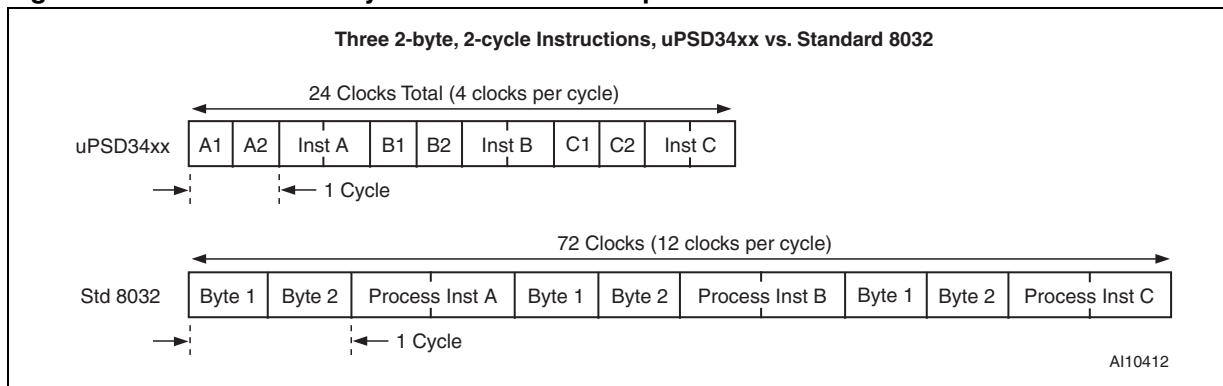 Three 2-byte, 2-cycle Instructions, uPSD34xx vs. Standard 8032
24 Clocks Total (4 clocks per cycle)
uPSD34xx A1 A2 Inst A B1 B2 Inst B C1 C2 Inst C
1 Cycle
72 Clocks (12 clocks per cycle)
Std 8032 Byte 1 Byte 2 Process Inst A Byte 1 Byte 2 Process Inst B Byte 1 Byte 2 Process Inst C
1 Cycle
AI10412